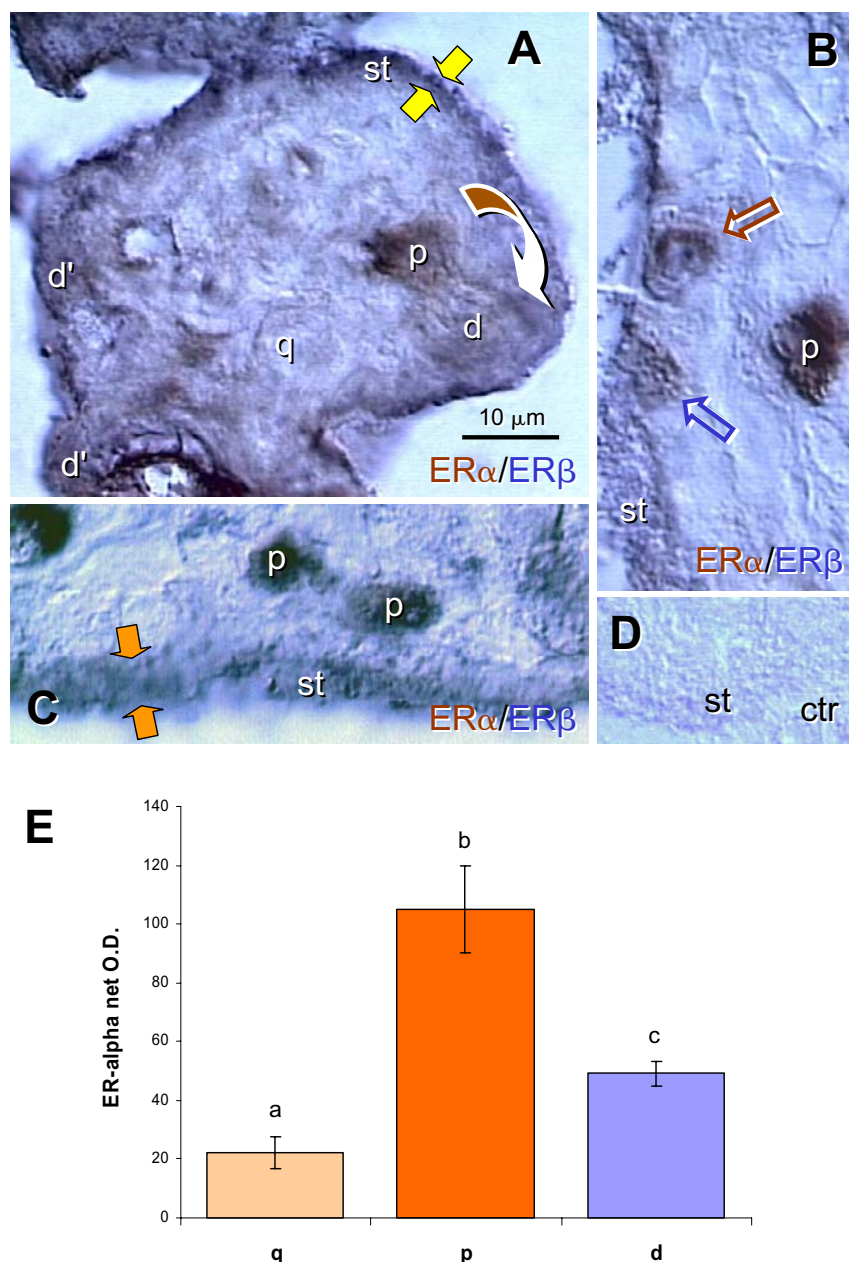 A
st
p
d'
q
d
d'
10 μm
ERα/ERβ
B
p
st
ERα/ERβ
p
p
st
C
ERα/ERβ
D
st
ctr
E
140
120
100
80
60
40
20
0
ER-alpha net O.D.
a
b
c
q
p
d